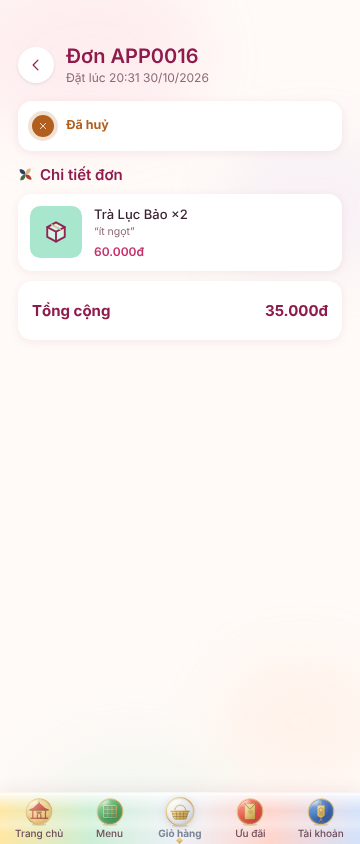 Đơn APP0016
Đặt lúc 20:31 30/10/2026
Đã huỷ
Chi tiết đơn
Trà Lục Bảo ×2
"ít ngọt"
60.000đ
Tổng cộng 35.000đ
Trang chủ Menu Giỏ hàng Ưu đãi Tài khoản